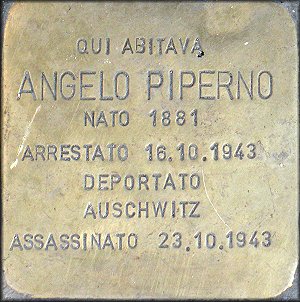 QUI ABITAVA
ANGELO PIPERNO
NATO 1881
ARRESTATO 16.10.1943
DEPORTATO
AUSCHWITZ
ASSASSINATO 23.10.1943